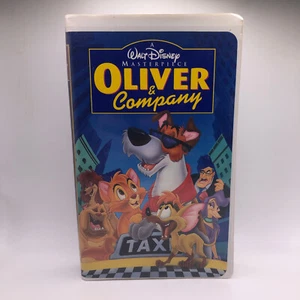 A
WALT DISNEY
MASTERPIECE
OLIVER
&
Company
TAX